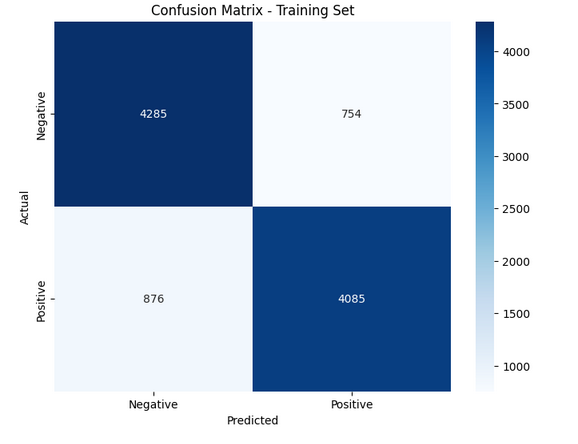 Confusion Matrix - Training Set
Actual
Negative
4285
754
Positive
876
4085
Negative
Positive
Predicted
4000
3500
3000
2500
2000
1500
1000